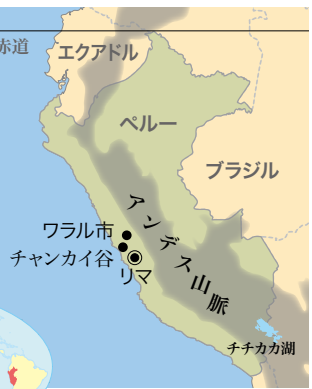 赤道
エクアドル
ペルー
ブラジル
アンデス山脈
ワラル市
チャンカイ谷
リマ
チチカカ湖